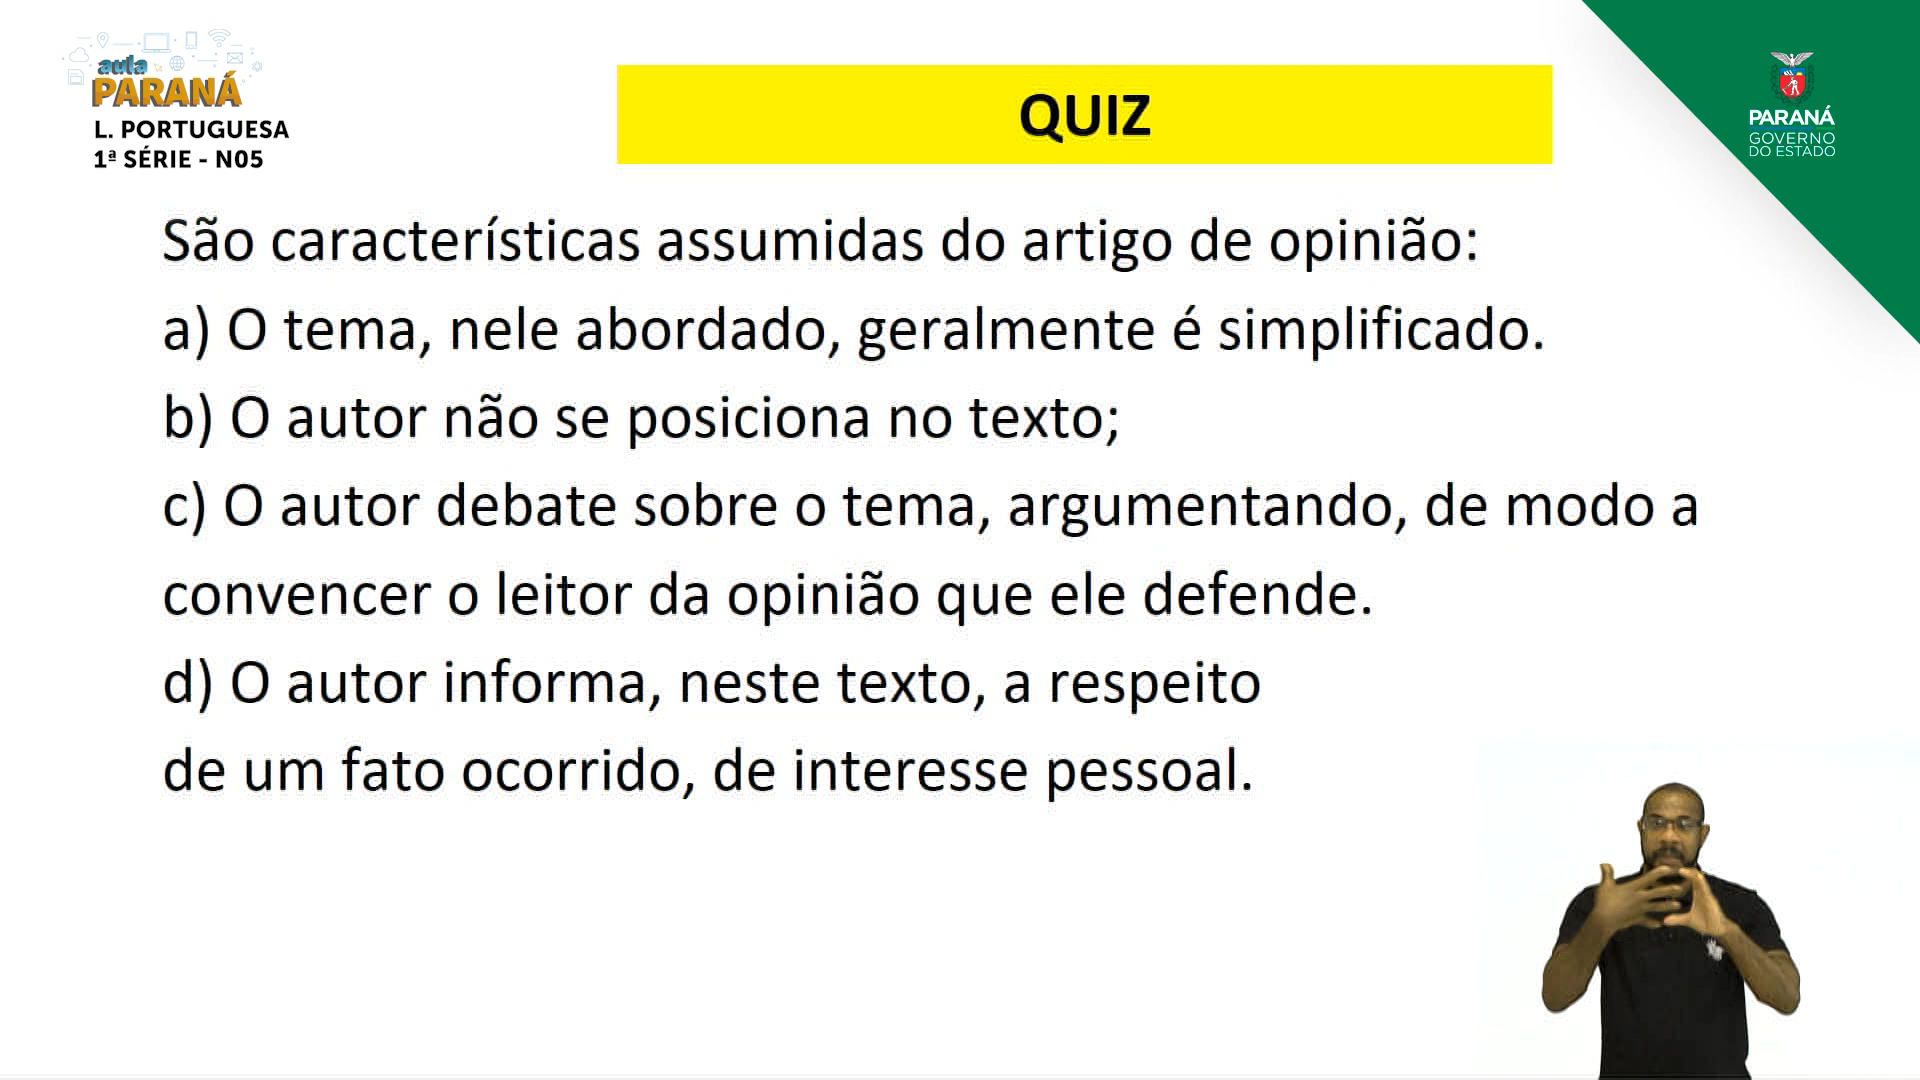 aula
PARANÁ
L. PORTUGUESA
1ª SÉRIE - N05
QUIZ
PARANÁ
GOVERNO
DO ESTADO
São características assumidas do artigo de opinião:
a) O tema, nele abordado, geralmente é simplificado.
b) O autor não se posiciona no texto;
c) O autor debate sobre o tema, argumentando, de modo a
convencer o leitor da opinião que ele defende.
d) O autor informa, neste texto, a respeito
de um fato ocorrido, de interesse pessoal.